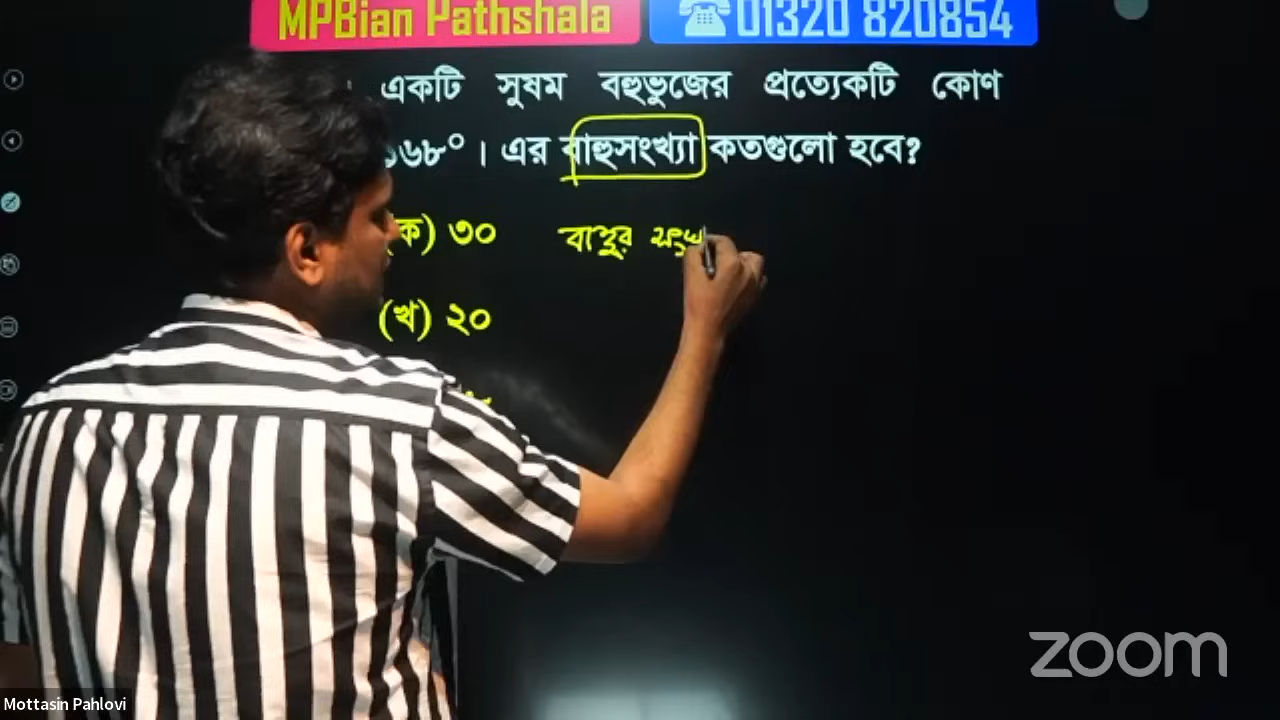 MPBian Pathshala
01320 820854
একটি সুষম বহুভুজের প্রত্যেকটি কোণ
১৬৮° । এর বাহুসংখ্যা কতগুলো হবে?
(ক) ৩০
বাহুর সংখ
(খ) ২০
zoom
Mottasin Pahlovi